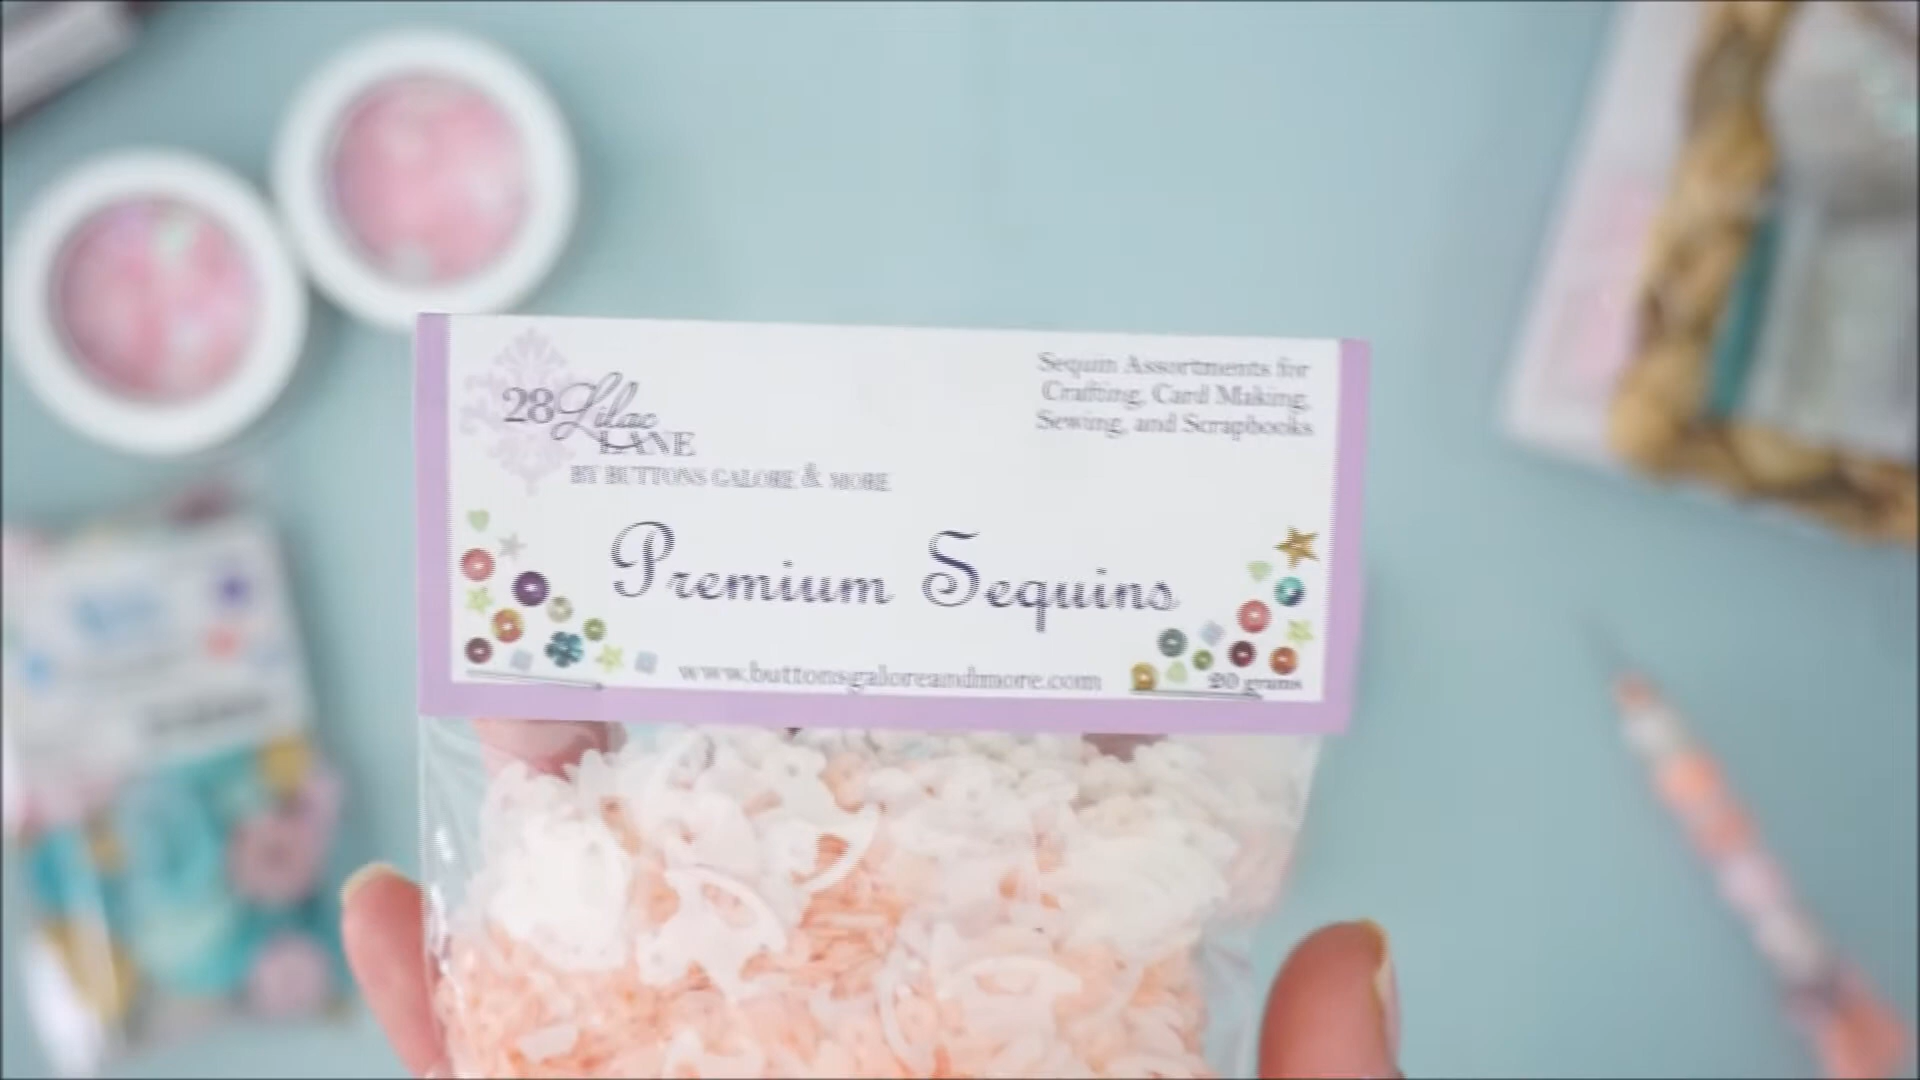 28 Lilac
LANE
BY BUTTONS GALORE & MORE
Sequin Assortments for
Crafting, Card Making,
Sewing, and Scrapbooks
Premium Sequins
www.buttonsgaloreandmore.com
20 grams